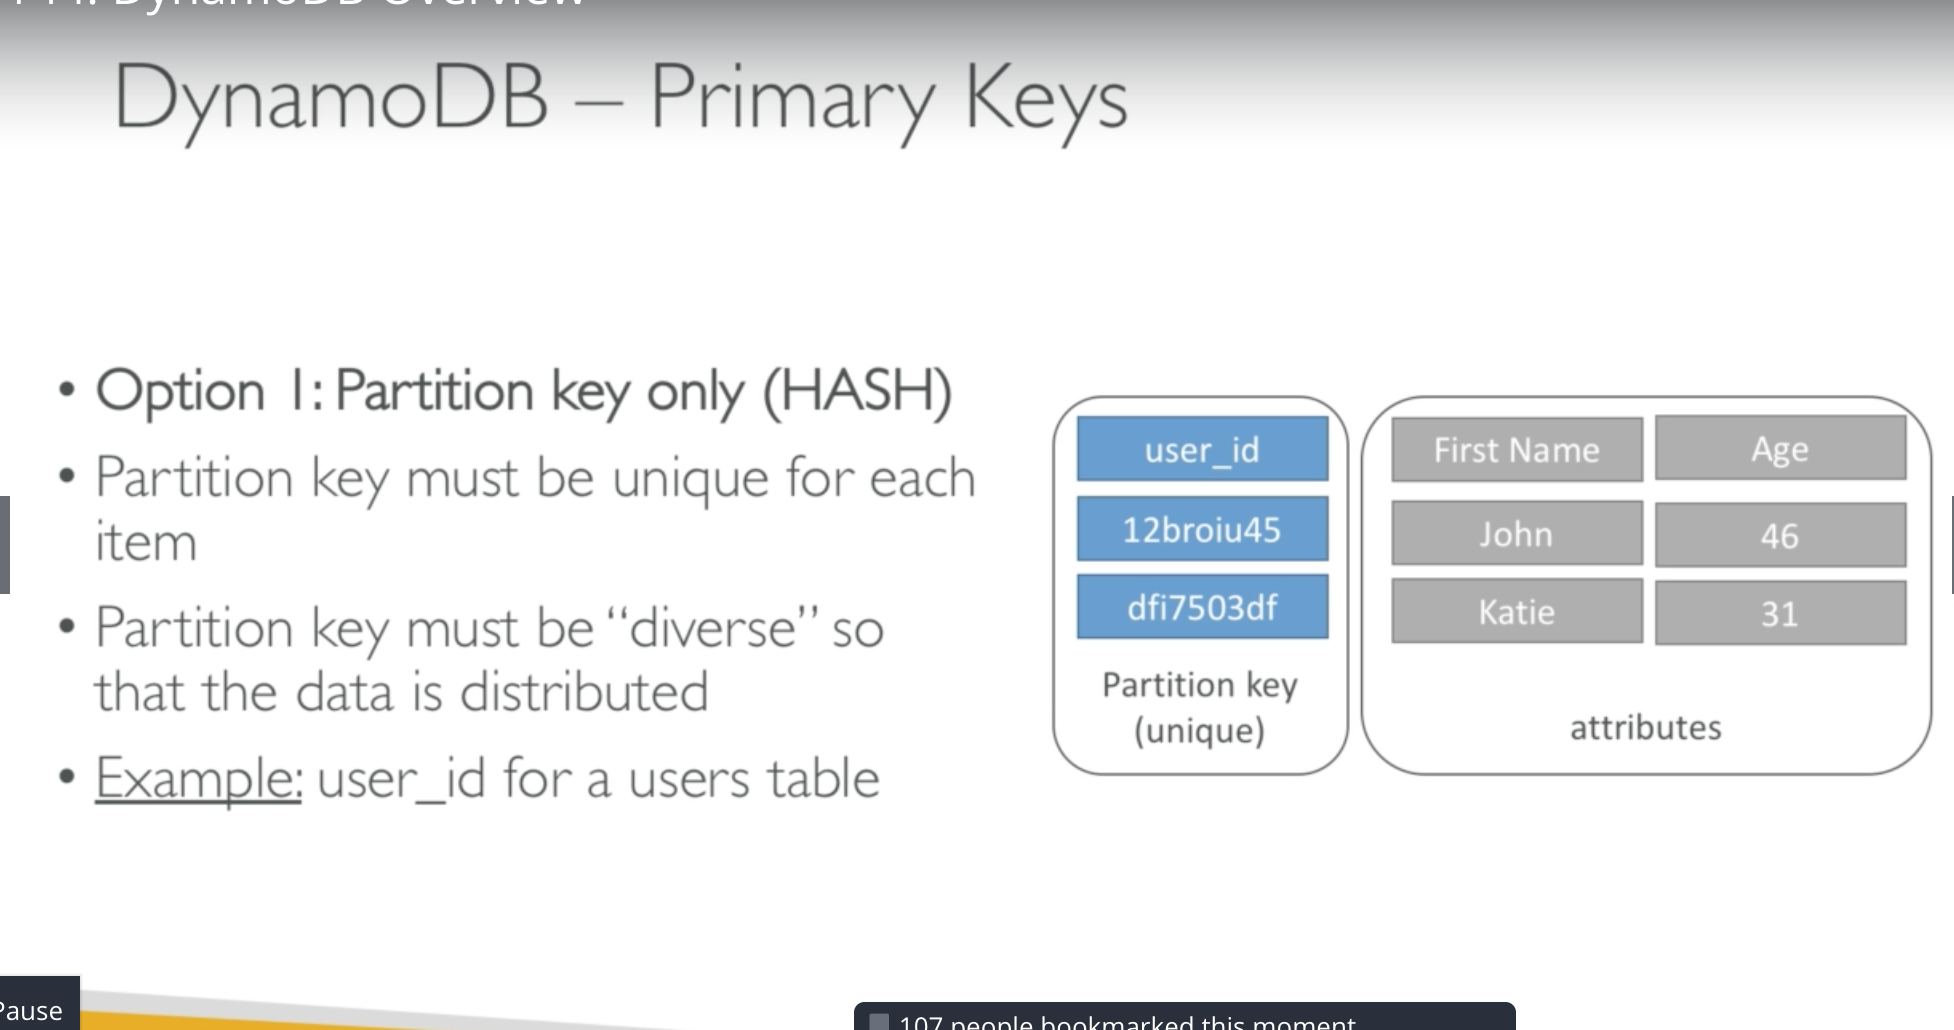 DynamoDB Overview
DynamoDB – Primary Keys
• Option 1: Partition key only (HASH)
• Partition key must be unique for each
item
• Partition key must be “diverse” so
that the data is distributed
• Example: user_id for a users table
user_id
12broiu45
dfi7503df
Partition key
(unique)
First Name Age
John 46
Katie 31
attributes
Pause
107 people bookmarked this moment